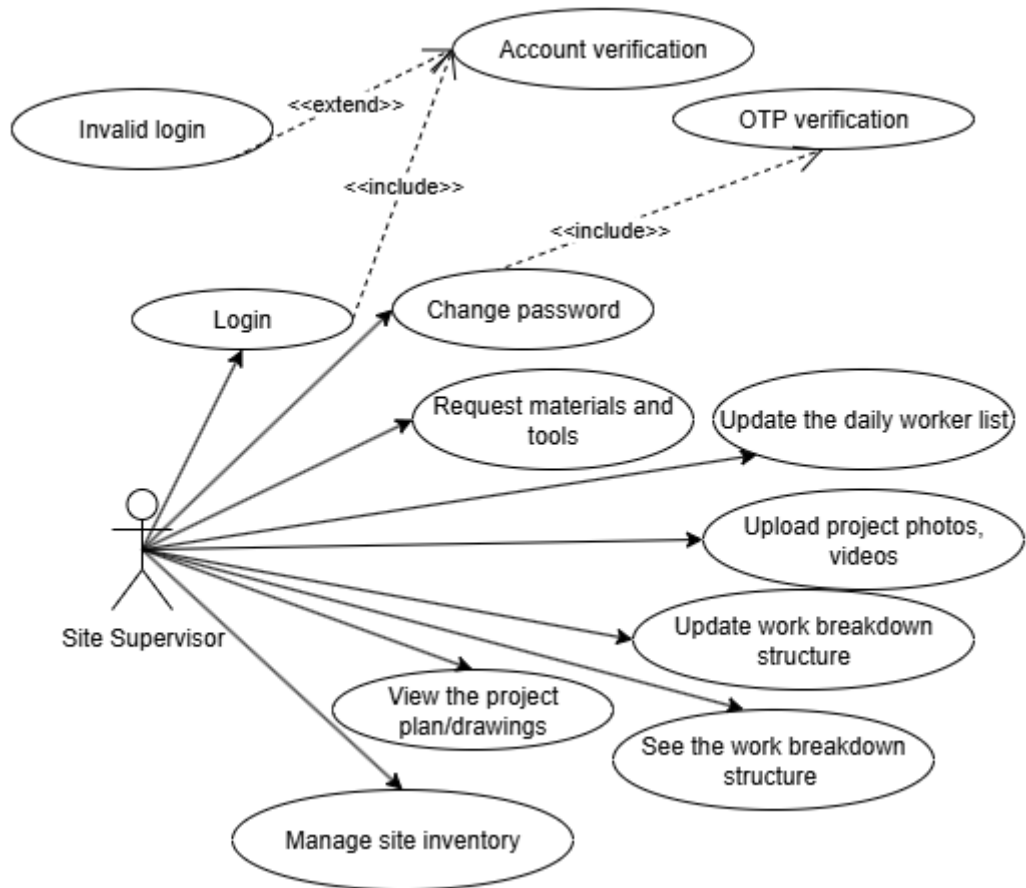 Account verification
<<extend>>
Invalid login
OTP verification
<<include>>
<<include>>
Login
Change password
Request materials and
tools
Update the daily worker list
Upload project photos,
videos
Site Supervisor
Update work breakdown
structure
View the project
plan/drawings
See the work breakdown
structure
Manage site inventory